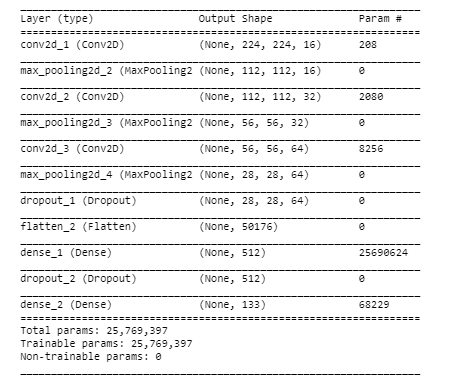 Layer (type) Output Shape Param #
conv2d_1 (Conv2D) (None, 224, 224, 16) 208
max_pooling2d_2 (MaxPooling2 (None, 112, 112, 16) 0
conv2d_2 (Conv2D) (None, 112, 112, 32) 2080
max_pooling2d_3 (MaxPooling2 (None, 56, 56, 32) 0
conv2d_3 (Conv2D) (None, 56, 56, 64) 8256
max_pooling2d_4 (MaxPooling2 (None, 28, 28, 64) 0
dropout_1 (Dropout) (None, 28, 28, 64) 0
flatten_2 (Flatten) (None, 50176) 0
dense_1 (Dense) (None, 512) 25690624
dropout_2 (Dropout) (None, 512) 0
dense_2 (Dense) (None, 133) 68229
Total params: 25,769,397
Trainable params: 25,769,397
Non-trainable params: 0